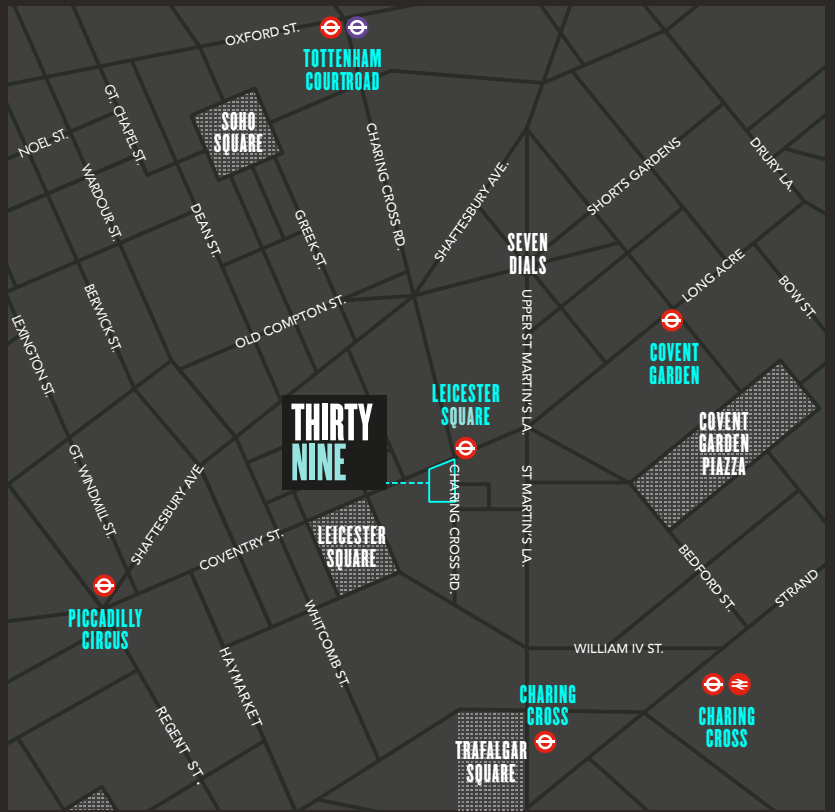 OXFORD ST.
TOTTENHAM
COURTROAD
GT. CHAPEL ST.
NOEL ST.
SOHO
SQUARE
CHARING CROSS RD.
SHAFTESBURY AVE.
SHORTS GARDENS
DRURY LA.
WARDOUR ST.
DEAN ST.
GREEK ST.
SEVEN
DIALS
LONG ACRE
BOW ST.
BERWICK ST.
LEXINGTON ST.
OLD COMPTON ST.
UPPER ST MARTIN'S LA.
COVENT
GARDEN
LEICESTER
SQUARE
THIRTY
NINE
COVENT
GARDEN
PIAZZA
GT. WINDMILL ST.
SHAFTESBURY AVE
COVENTRY ST.
LEICESTER
SQUARE
CHARING CROSS RD.
ST MARTIN'S LA.
BEDFORD ST.
STRAND
PICCADILLY
CIRCUS
WHITCOMB ST.
HAYMARKET
WILLIAM IV ST.
REGENT ST.
CHARING
CROSS
CHARING
CROSS
TRAFALGAR
SQUARE